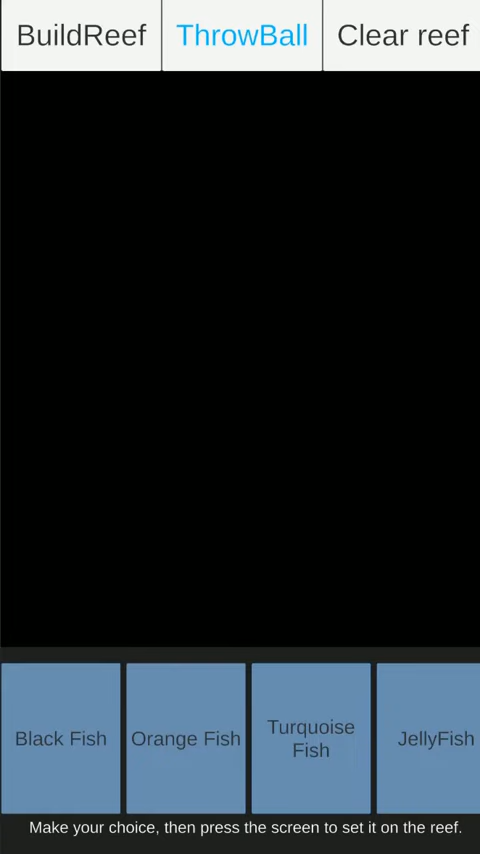 BuildReef
ThrowBall
Clear reef
Black Fish
Orange Fish
Turquoise
Fish
JellyFish
Make your choice, then press the screen to set it on the reef.